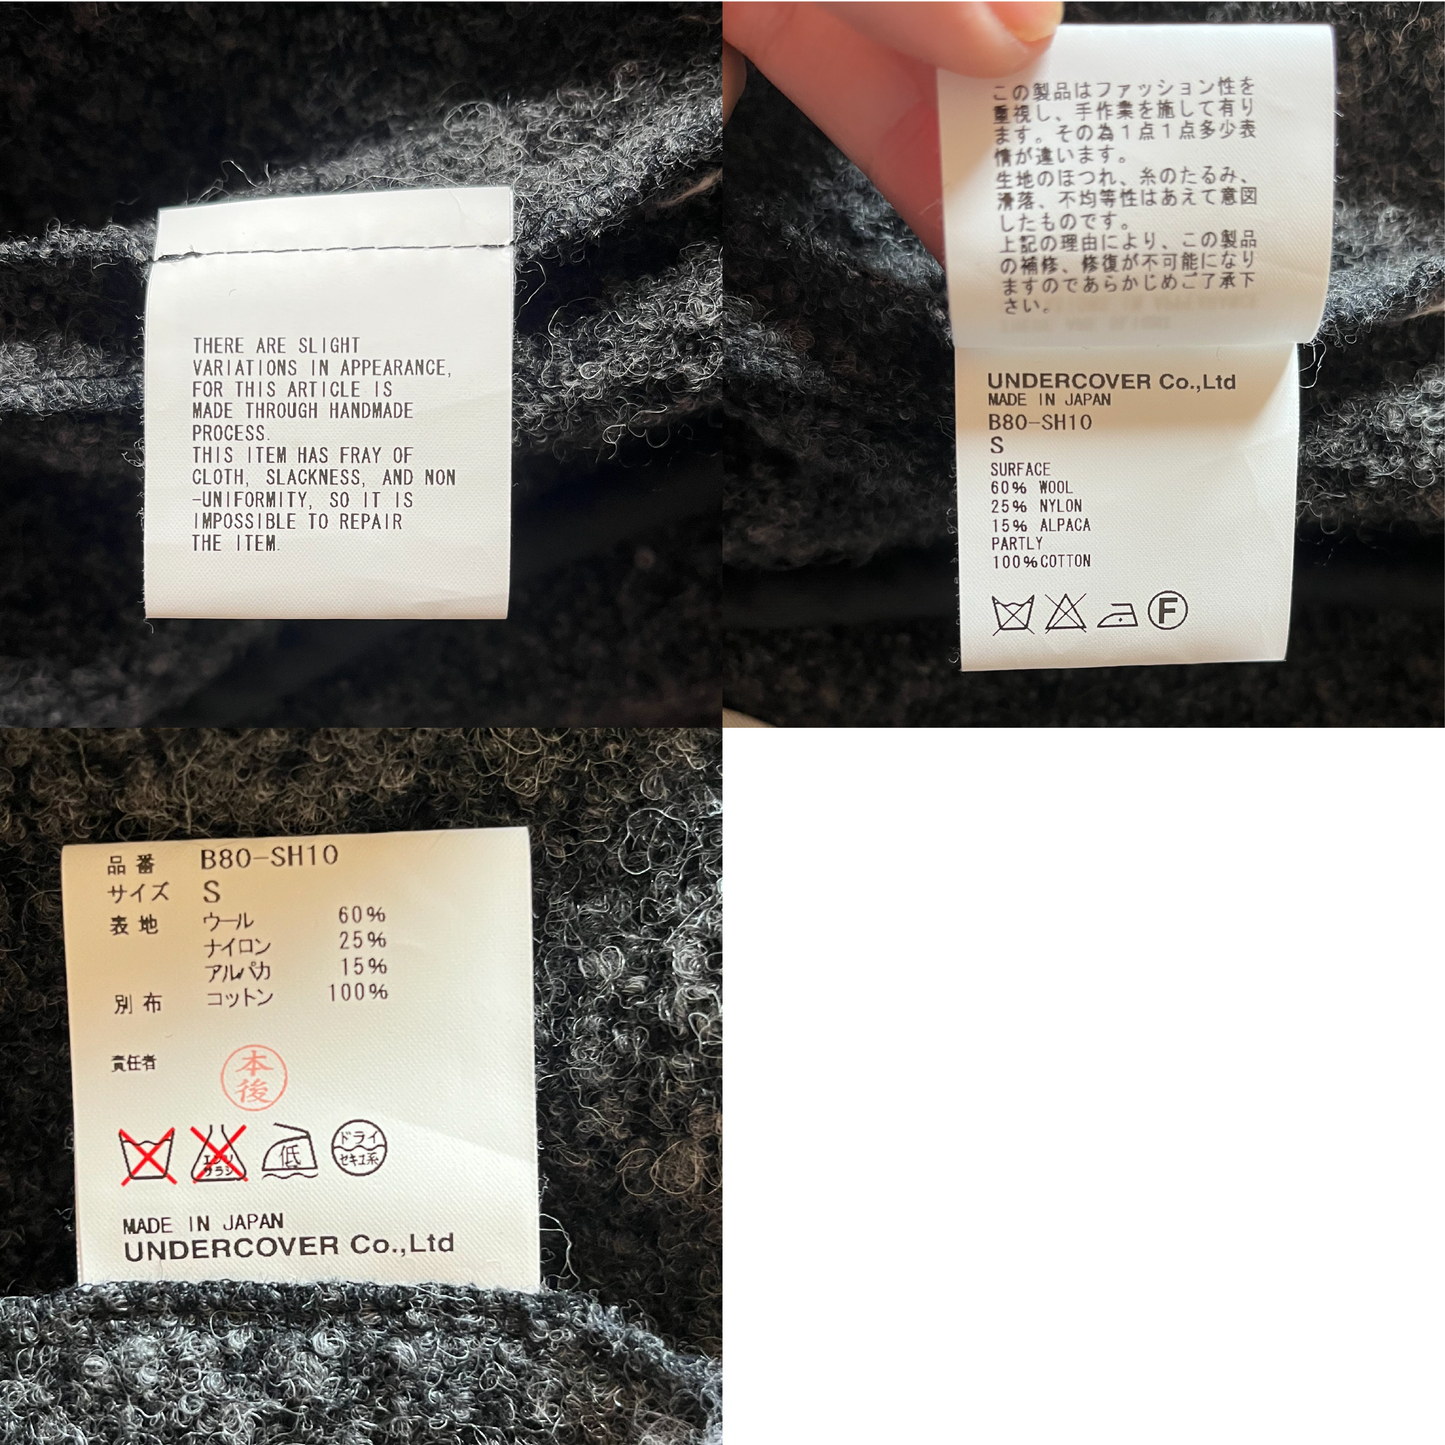 THERE ARE SLIGHT
VARIATIONS IN APPEARANCE,
FOR THIS ARTICLE IS
MADE THROUGH HANDMADE
PROCESS.
THIS ITEM HAS FRAY OF
CLOTH, SLACKNESS, AND NON
-UNIFORMITY, SO IT IS
IMPOSSIBLE TO REPAIR
THE ITEM.
この製品はファッション性を
重視し、手作業を施して有り
ます。その為1点1点多少表
情が違います。
生地のほつれ、糸のたるみ、
滑落、不均等性はあえて意図
したものです。
上記の理由により、この製品
の補修、修復が不可能になり
ますのであらかじめご了承下
さい。
UNDERCOVER Co.,Ltd
MADE IN JAPAN
B80-SH10
S
SURFACE
60% WOOL
25% NYLON
15% ALPACA
PARTLY
100%COTTON
F
品番 B80-SH10
サイズ S
表地 ウール 60%
ナイロン 25%
アルパカ 15%
別布 コットン 100%
責任者
本
後
エンソ
サラシ
低
ドライ
セキユ系
MADE IN JAPAN
UNDERCOVER Co.,Ltd